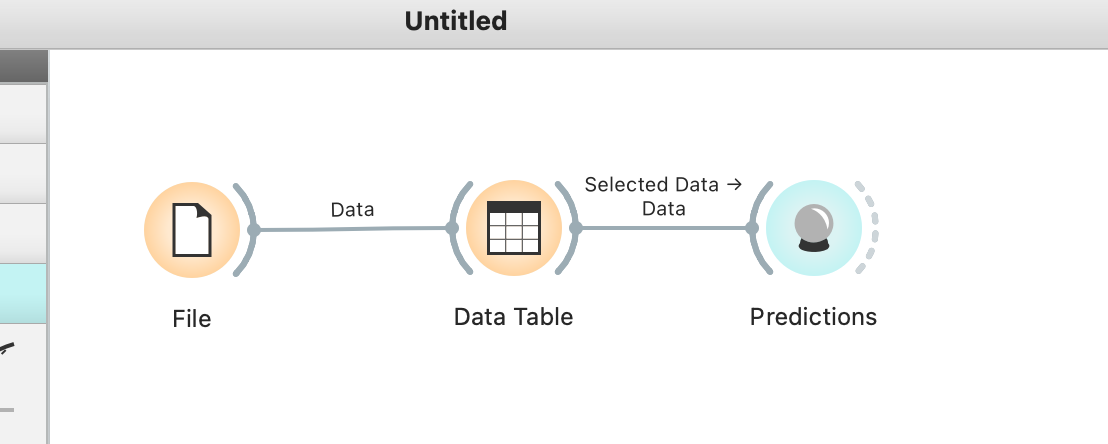 Untitled
Data
Selected Data →
Data
File
Data Table
Predictions